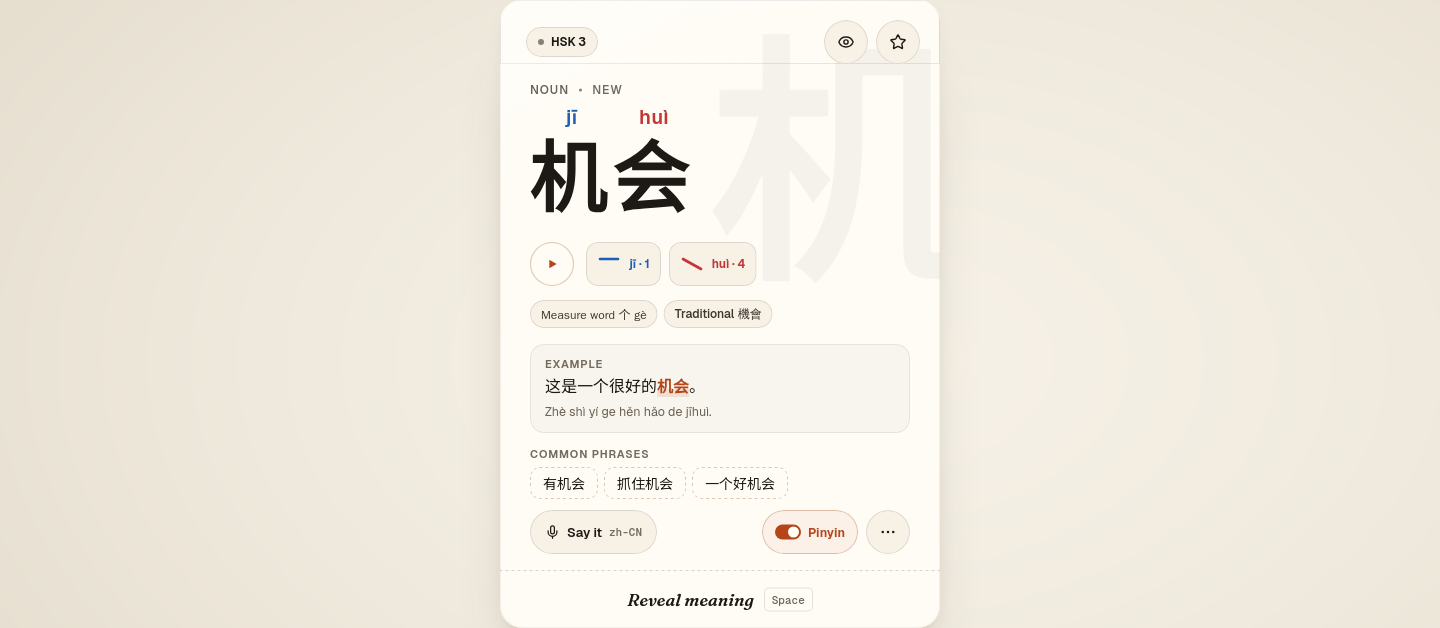 HSK 3
NOUN • NEW
jī huì
机会
机
jī · 1 huì · 4
Measure word 个 gè Traditional 機會
EXAMPLE
这是一个很好的机会。
Zhè shì yí ge hěn hǎo de jīhuì.
COMMON PHRASES
有机会 抓住机会 一个好机会
Say it zh-CN Pinyin
Reveal meaning Space